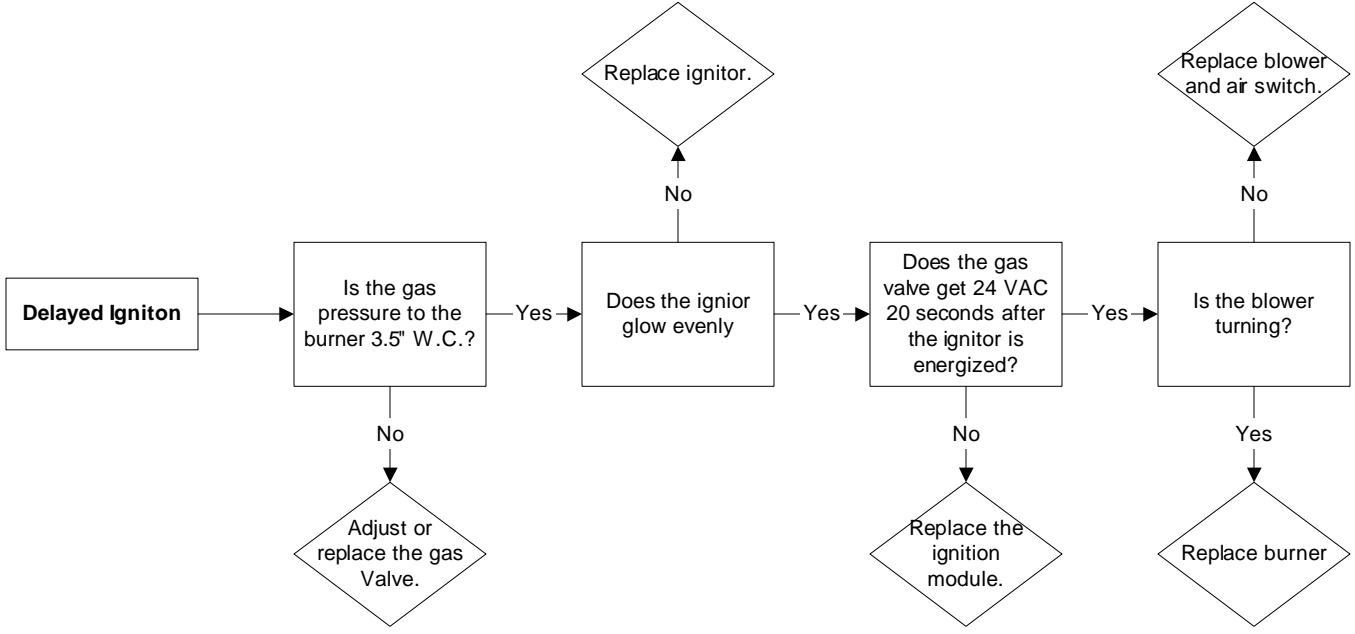 Delayed Igniton
Is the gas
pressure to the
burner 3.5" W.C.?
No
Adjust or
replace the gas
Valve.
Yes
Does the ignior
glow evenly
No
Replace ignitor.
Yes
Does the gas
valve get 24 VAC
20 seconds after
the ignitor is
energized?
No
Replace the
ignition
module.
Yes
Is the blower
turning?
No
Replace blower
and air switch.
Yes
Replace burner